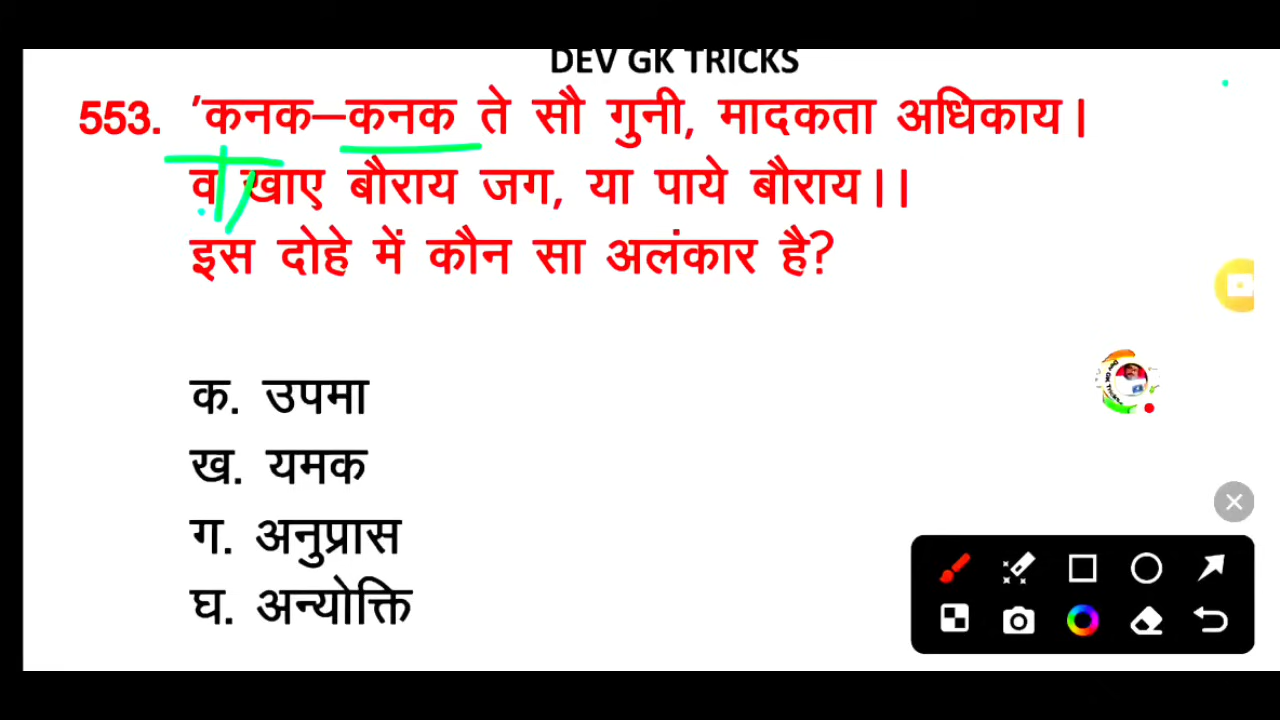 DEV GK TRICKS
553. 'कनक–कनक ते सौ गुनी, मादकता अधिकाय।
व खाए बौराय जग, या पाये बौराय।।
इस दोहे में कौन सा अलंकार है?
क. उपमा
ख. यमक
ग. अनुप्रास
घ. अन्योक्ति